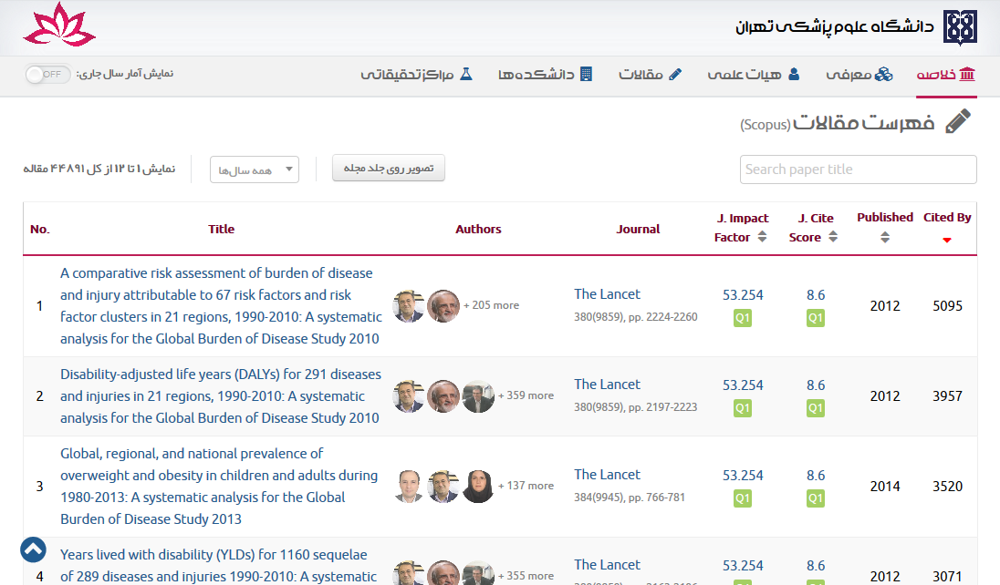 دانشگاه علوم پزشکی تهران
خلاصه معرفی هیات علمی مقالات دانشکده ها مراکز تحقیقاتی
نمایش آمار سال جاری: OFF
فهرست مقالات (Scopus)
Search paper title
تصویر روی جلد مجله
همه سال‌ها
نمایش ۱ تا ۱۲ از کل ۴۴۸۹۱ مقاله
No. Title Authors Journal J. Impact Factor J. Cite Score Published Cited By
1
A comparative risk assessment of burden of disease
and injury attributable to 67 risk factors and risk
factor clusters in 21 regions, 1990-2010: A systematic
analysis for the Global Burden of Disease Study 2010
+ 205 more
The Lancet
380(9859), pp. 2224-2260
53.254
Q1
8.6
Q1
2012
5095
2
Disability-adjusted life years (DALYs) for 291 diseases
and injuries in 21 regions, 1990-2010: A systematic
analysis for the Global Burden of Disease Study 2010
+ 359 more
The Lancet
380(9859), pp. 2197-2223
53.254
Q1
8.6
Q1
2012
3957
3
Global, regional, and national prevalence of
overweight and obesity in children and adults during
1980-2013: A systematic analysis for the Global
Burden of Disease Study 2013
+ 137 more
The Lancet
384(9945), pp. 766-781
53.254
Q1
8.6
Q1
2014
3520
4
Years lived with disability (YLDs) for 1160 sequelae
of 289 diseases and injuries 1990-2010: A systematic
+ 355 more
The Lancet
53.254
8.6
2012
3071